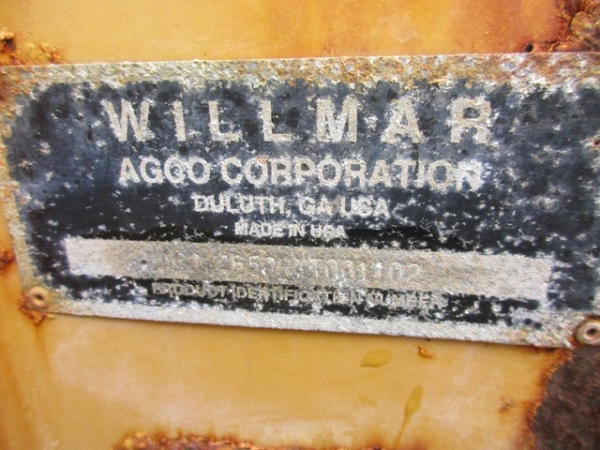 WILLMAR
AGCO CORPORATION
DULUTH, GA USA
MADE IN USA
PRODUCT IDENTIFICATION NUMBER